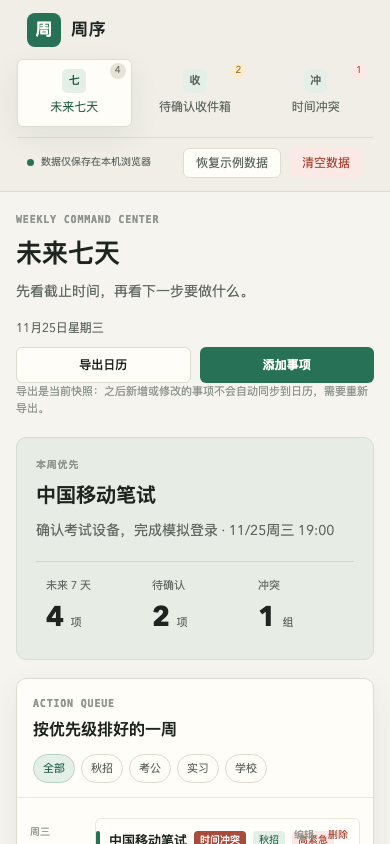 周 周序
4 2 1
七 收 冲
未来七天 待确认收件箱 时间冲突
数据仅保存在本机浏览器 恢复示例数据 清空数据
WEEKLY COMMAND CENTER
未来七天
先看截止时间，再看下一步要做什么。
11月25日星期三
导出日历 添加事项
导出是当前快照：之后新增或修改的事项不会自动同步到日历，需要重新
导出。
本周优先
中国移动笔试
确认考试设备，完成模拟登录 · 11/25周三 19:00
未来 7 天 待确认 冲突
4 项 2 项 1 组
ACTION QUEUE
按优先级排好的一周
全部 秋招 考公 实习 学校
周三
中国移动笔试 时间冲突 秋招 高紧急 编辑 删除